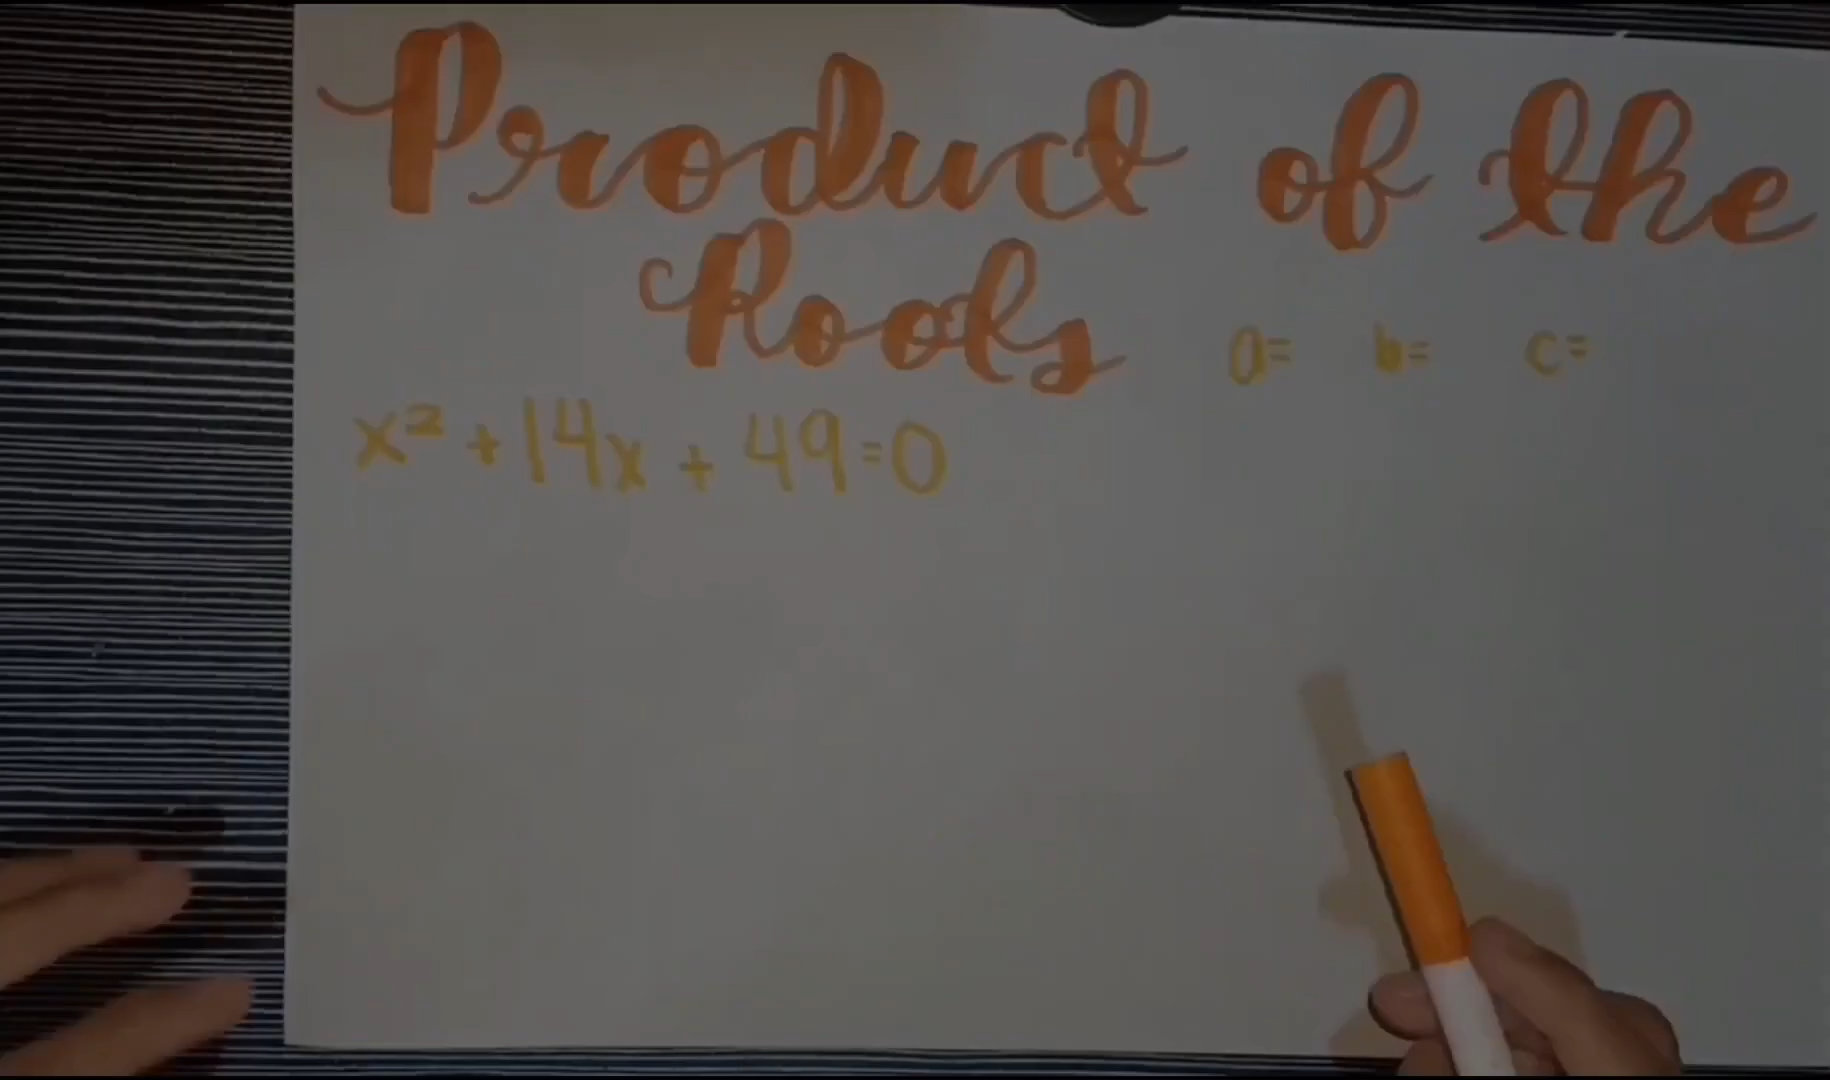 Product of the
Roots
a= b= c=
x² + 14x + 49 = 0